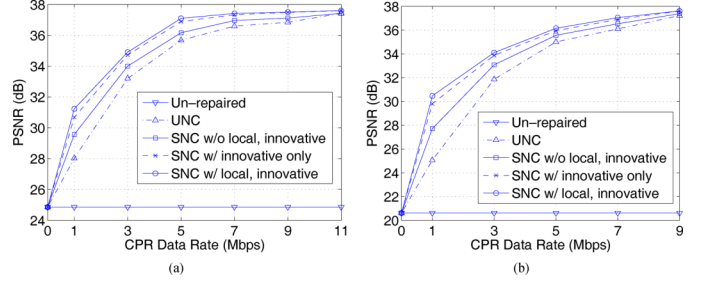 38
36
34
32
30
28
26
24
PSNR (dB)
0 1 3 5 7 9 11
CPR Data Rate (Mbps)
Un–repaired
UNC
SNC w/o local, innovative
SNC w/ innovative only
SNC w/ local, innovative
(a)
38
36
34
32
30
28
26
24
22
20
PSNR (dB)
0 1 3 5 7 9
CPR Data Rate (Mbps)
Un–repaired
UNC
SNC w/o local, innovative
SNC w/ innovative only
SNC w/ local, innovative
(b)